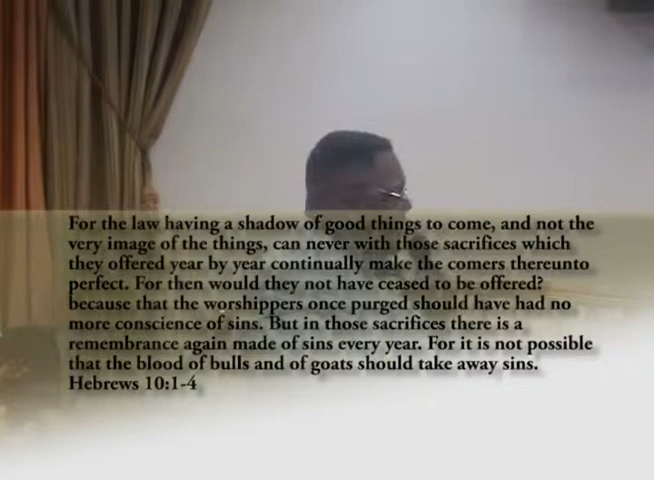 For the law having a shadow of good things to come, and not the
very image of the things, can never with those sacrifices which
they offered year by year continually make the comers thereunto
perfect. For then would they not have ceased to be offered?
because that the worshippers once purged should have had no
more conscience of sins. But in those sacrifices there is a
remembrance again made of sins every year. For it is not possible
that the blood of bulls and of goats should take away sins.
Hebrews 10:1-4